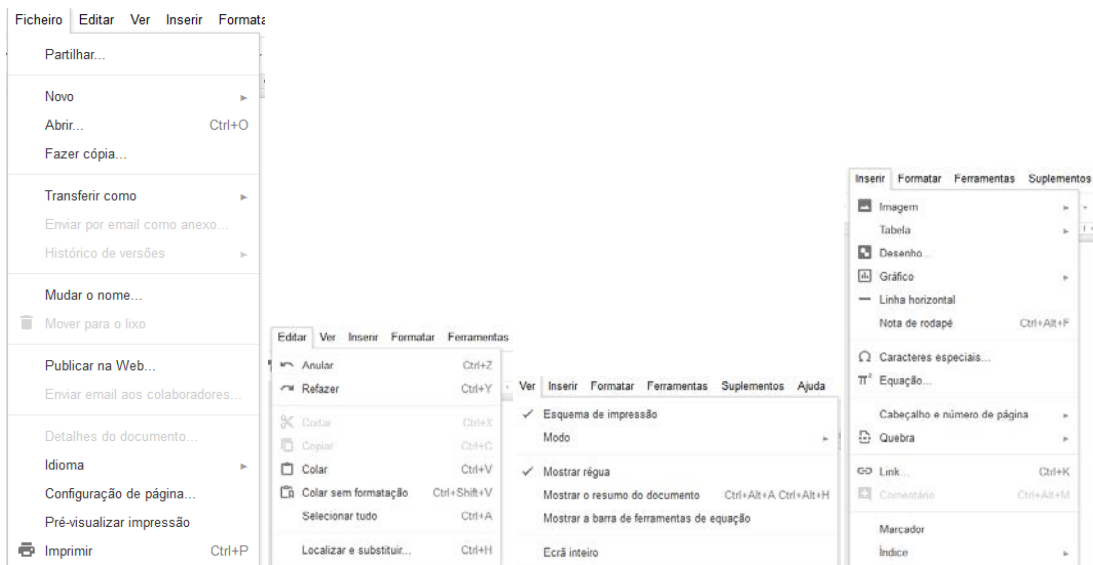 Ficheiro Editar Ver Inserir Formata
Partilhar...
Novo
Abrir... Ctrl+O
Fazer cópia...
Transferir como
Enviar por email como anexo...
Histórico de versões
Mudar o nome...
Mover para o lixo
Publicar na Web...
Enviar email aos colaboradores...
Detalhes do documento...
Idioma
Configuração de página...
Pré-visualizar impressão
Imprimir Ctrl+P
Editar Ver Inserir Formatar Ferramentas
Anular Ctrl+Z
Refazer Ctrl+Y
Cortar Ctrl+X
Copiar Ctrl+C
Colar Ctrl+V
Colar sem formatação Ctrl+Shift+V
Selecionar tudo Ctrl+A
Localizar e substituir... Ctrl+H
Ver Inserir Formatar Ferramentas Suplementos Ajuda
Esquema de impressão
Modo
Mostrar régua
Mostrar o resumo do documento Ctrl+Alt+A Ctrl+Alt+H
Mostrar a barra de ferramentas de equação
Ecrã inteiro
Inserir Formatar Ferramentas Suplementos
Imagem
Tabela
Desenho...
Gráfico
Linha horizontal
Nota de rodapé Ctrl+Alt+F
Caracteres especiais...
Equação...
Cabeçalho e número de página
Quebra
Link... Ctrl+K
Comentário Ctrl+Alt+M
Marcador
Índice